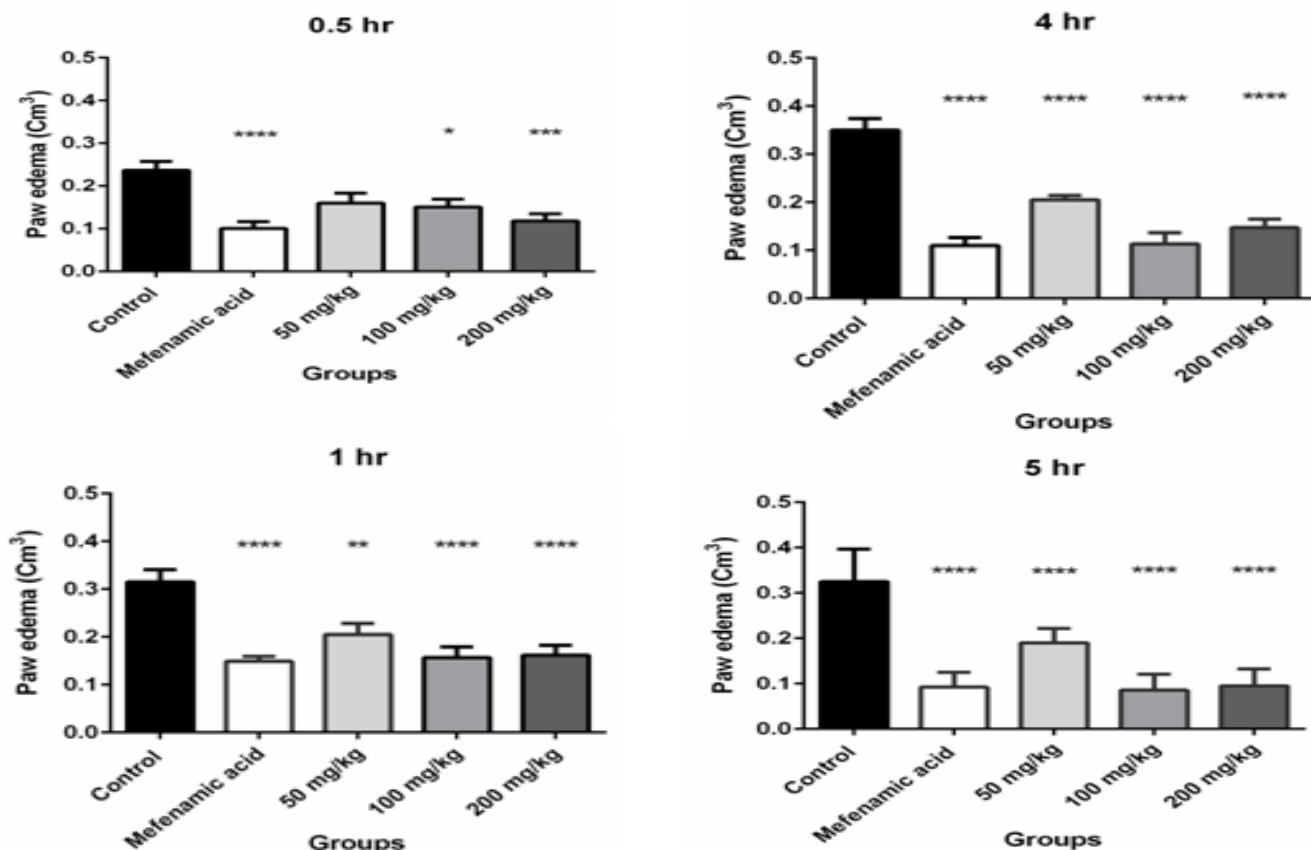 0.5 hr
Paw edema (Cm³)
0.5
0.4
0.3
0.2
0.1
0.0
**** * ***
Control
Mefenamic acid
50 mg/kg
100 mg/kg
200 mg/kg
Groups
4 hr
Paw edema (Cm³)
0.5
0.4
0.3
0.2
0.1
0.0
**** **** **** ****
Control
Mefenamic acid
50 mg/kg
100 mg/kg
200 mg/kg
Groups
1 hr
Paw edema (Cm³)
0.5
0.4
0.3
0.2
0.1
0.0
**** ** **** ****
Control
Mefenamic acid
50 mg/kg
100 mg/kg
200 mg/kg
Groups
5 hr
Paw edema (Cm³)
0.5
0.4
0.3
0.2
0.1
0.0
**** **** **** ****
Control
Mefenamic acid
50 mg/kg
100 mg/kg
200 mg/kg
Groups